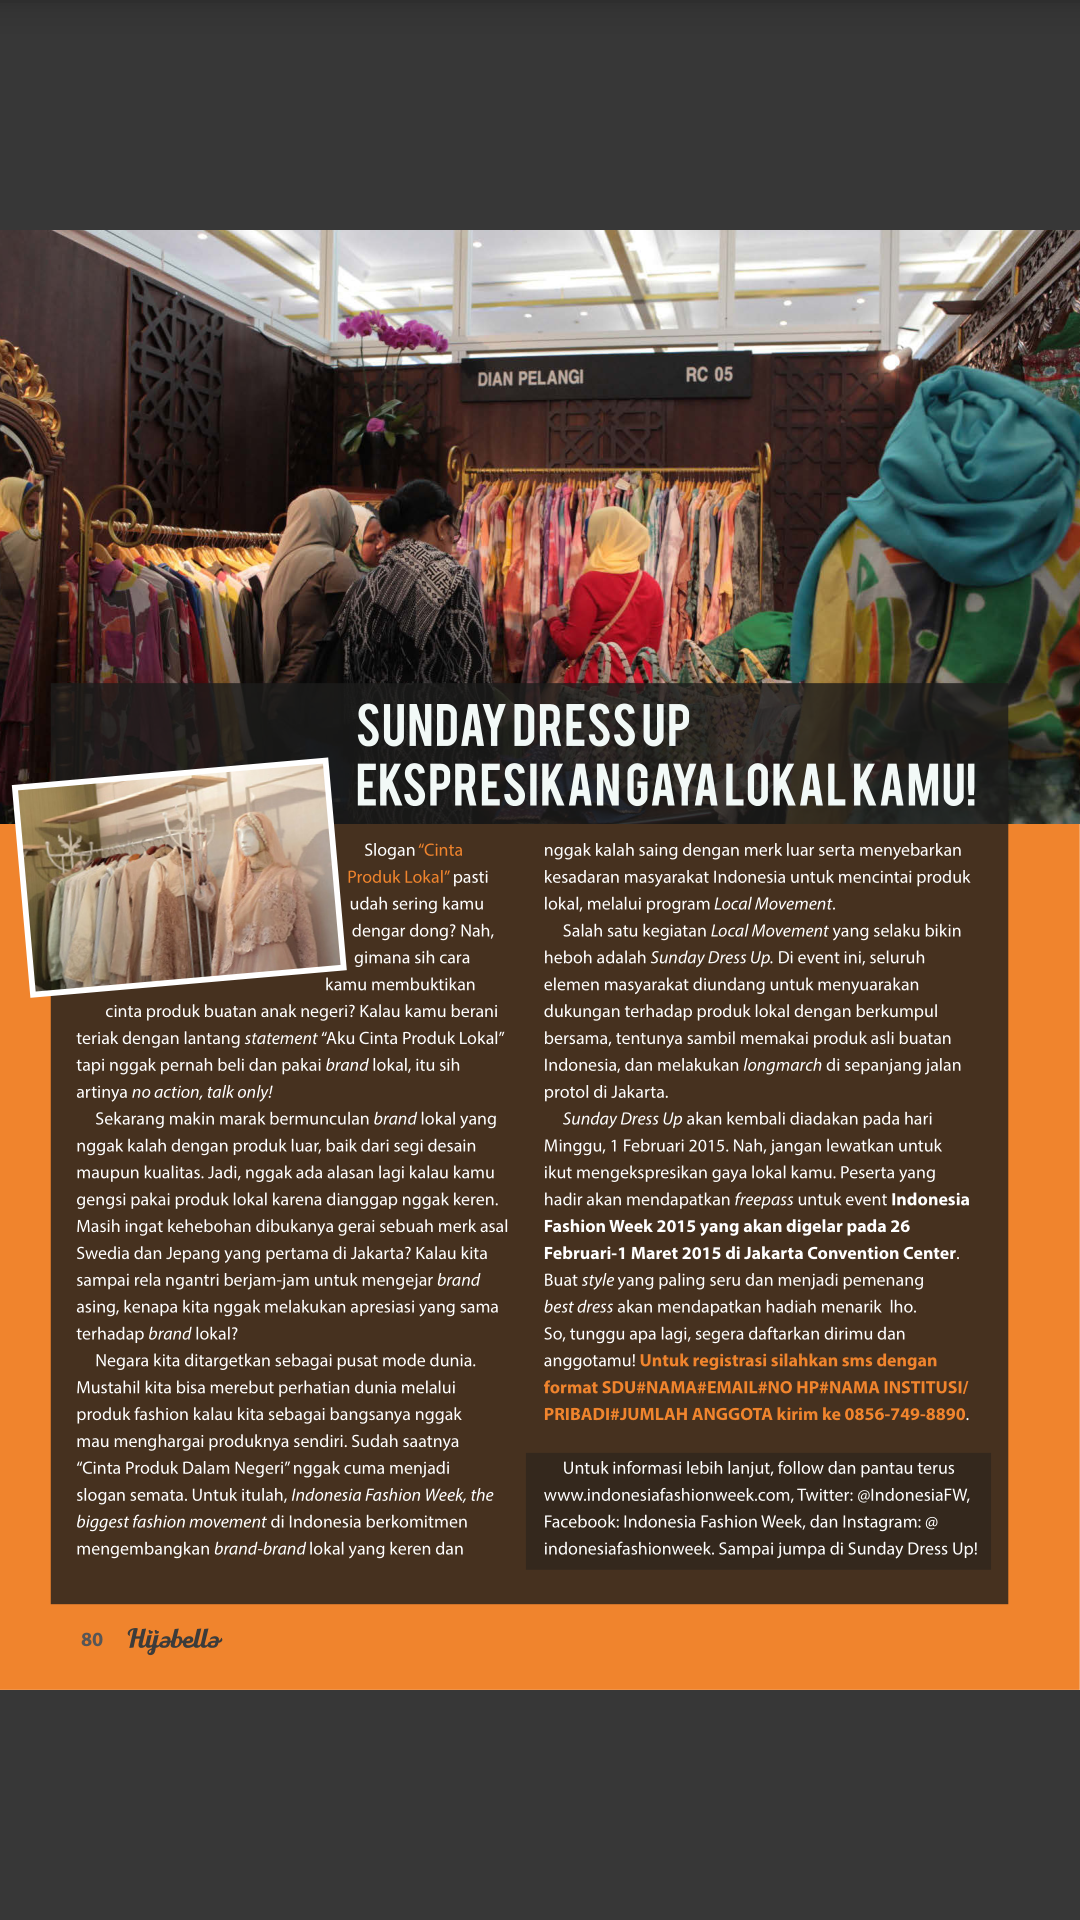 DIAN PELANGI RC 05
SUNDAY DRESS UP
EKSPRESIKAN GAYA LOKAL KAMU!
Slogan “Cinta
Produk Lokal” pasti
udah sering kamu
dengar dong? Nah,
gimana sih cara
kamu membuktikan
cinta produk buatan anak negeri? Kalau kamu berani
teriak dengan lantang statement “Aku Cinta Produk Lokal”
tapi nggak pernah beli dan pakai brand lokal, itu sih
artinya no action, talk only!
Sekarang makin marak bermunculan brand lokal yang
nggak kalah dengan produk luar, baik dari segi desain
maupun kualitas. Jadi, nggak ada alasan lagi kalau kamu
gengsi pakai produk lokal karena dianggap nggak keren.
Masih ingat kehebohan dibukanya gerai sebuah merk asal
Swedia dan Jepang yang pertama di Jakarta? Kalau kita
sampai rela ngantri berjam-jam untuk mengejar brand
asing, kenapa kita nggak melakukan apresiasi yang sama
terhadap brand lokal?
Negara kita ditargetkan sebagai pusat mode dunia.
Mustahil kita bisa merebut perhatian dunia melalui
produk fashion kalau kita sebagai bangsanya nggak
mau menghargai produknya sendiri. Sudah saatnya
“Cinta Produk Dalam Negeri” nggak cuma menjadi
slogan semata. Untuk itulah, Indonesia Fashion Week, the
biggest fashion movement di Indonesia berkomitmen
mengembangkan brand-brand lokal yang keren dan
nggak kalah saing dengan merk luar serta menyebarkan
kesadaran masyarakat Indonesia untuk mencintai produk
lokal, melalui program Local Movement.
Salah satu kegiatan Local Movement yang selaku bikin
heboh adalah Sunday Dress Up. Di event ini, seluruh
elemen masyarakat diundang untuk menyuarakan
dukungan terhadap produk lokal dengan berkumpul
bersama, tentunya sambil memakai produk asli buatan
Indonesia, dan melakukan longmarch di sepanjang jalan
protol di Jakarta.
Sunday Dress Up akan kembali diadakan pada hari
Minggu, 1 Februari 2015. Nah, jangan lewatkan untuk
ikut mengekspresikan gaya lokal kamu. Peserta yang
hadir akan mendapatkan freepass untuk event Indonesia
Fashion Week 2015 yang akan digelar pada 26
Februari-1 Maret 2015 di Jakarta Convention Center.
Buat style yang paling seru dan menjadi pemenang
best dress akan mendapatkan hadiah menarik lho.
So, tunggu apa lagi, segera daftarkan dirimu dan
anggotamu! Untuk registrasi silahkan sms dengan
format SDU#NAMA#EMAIL#NO HP#NAMA INSTITUSI/
PRIBADI#JUMLAH ANGGOTA kirim ke 0856-749-8890.
Untuk informasi lebih lanjut, follow dan pantau terus
www.indonesiafashionweek.com, Twitter: @IndonesiaFW,
Facebook: Indonesia Fashion Week, dan Instagram: @
indonesiafashionweek. Sampai jumpa di Sunday Dress Up!
80 Hijabella